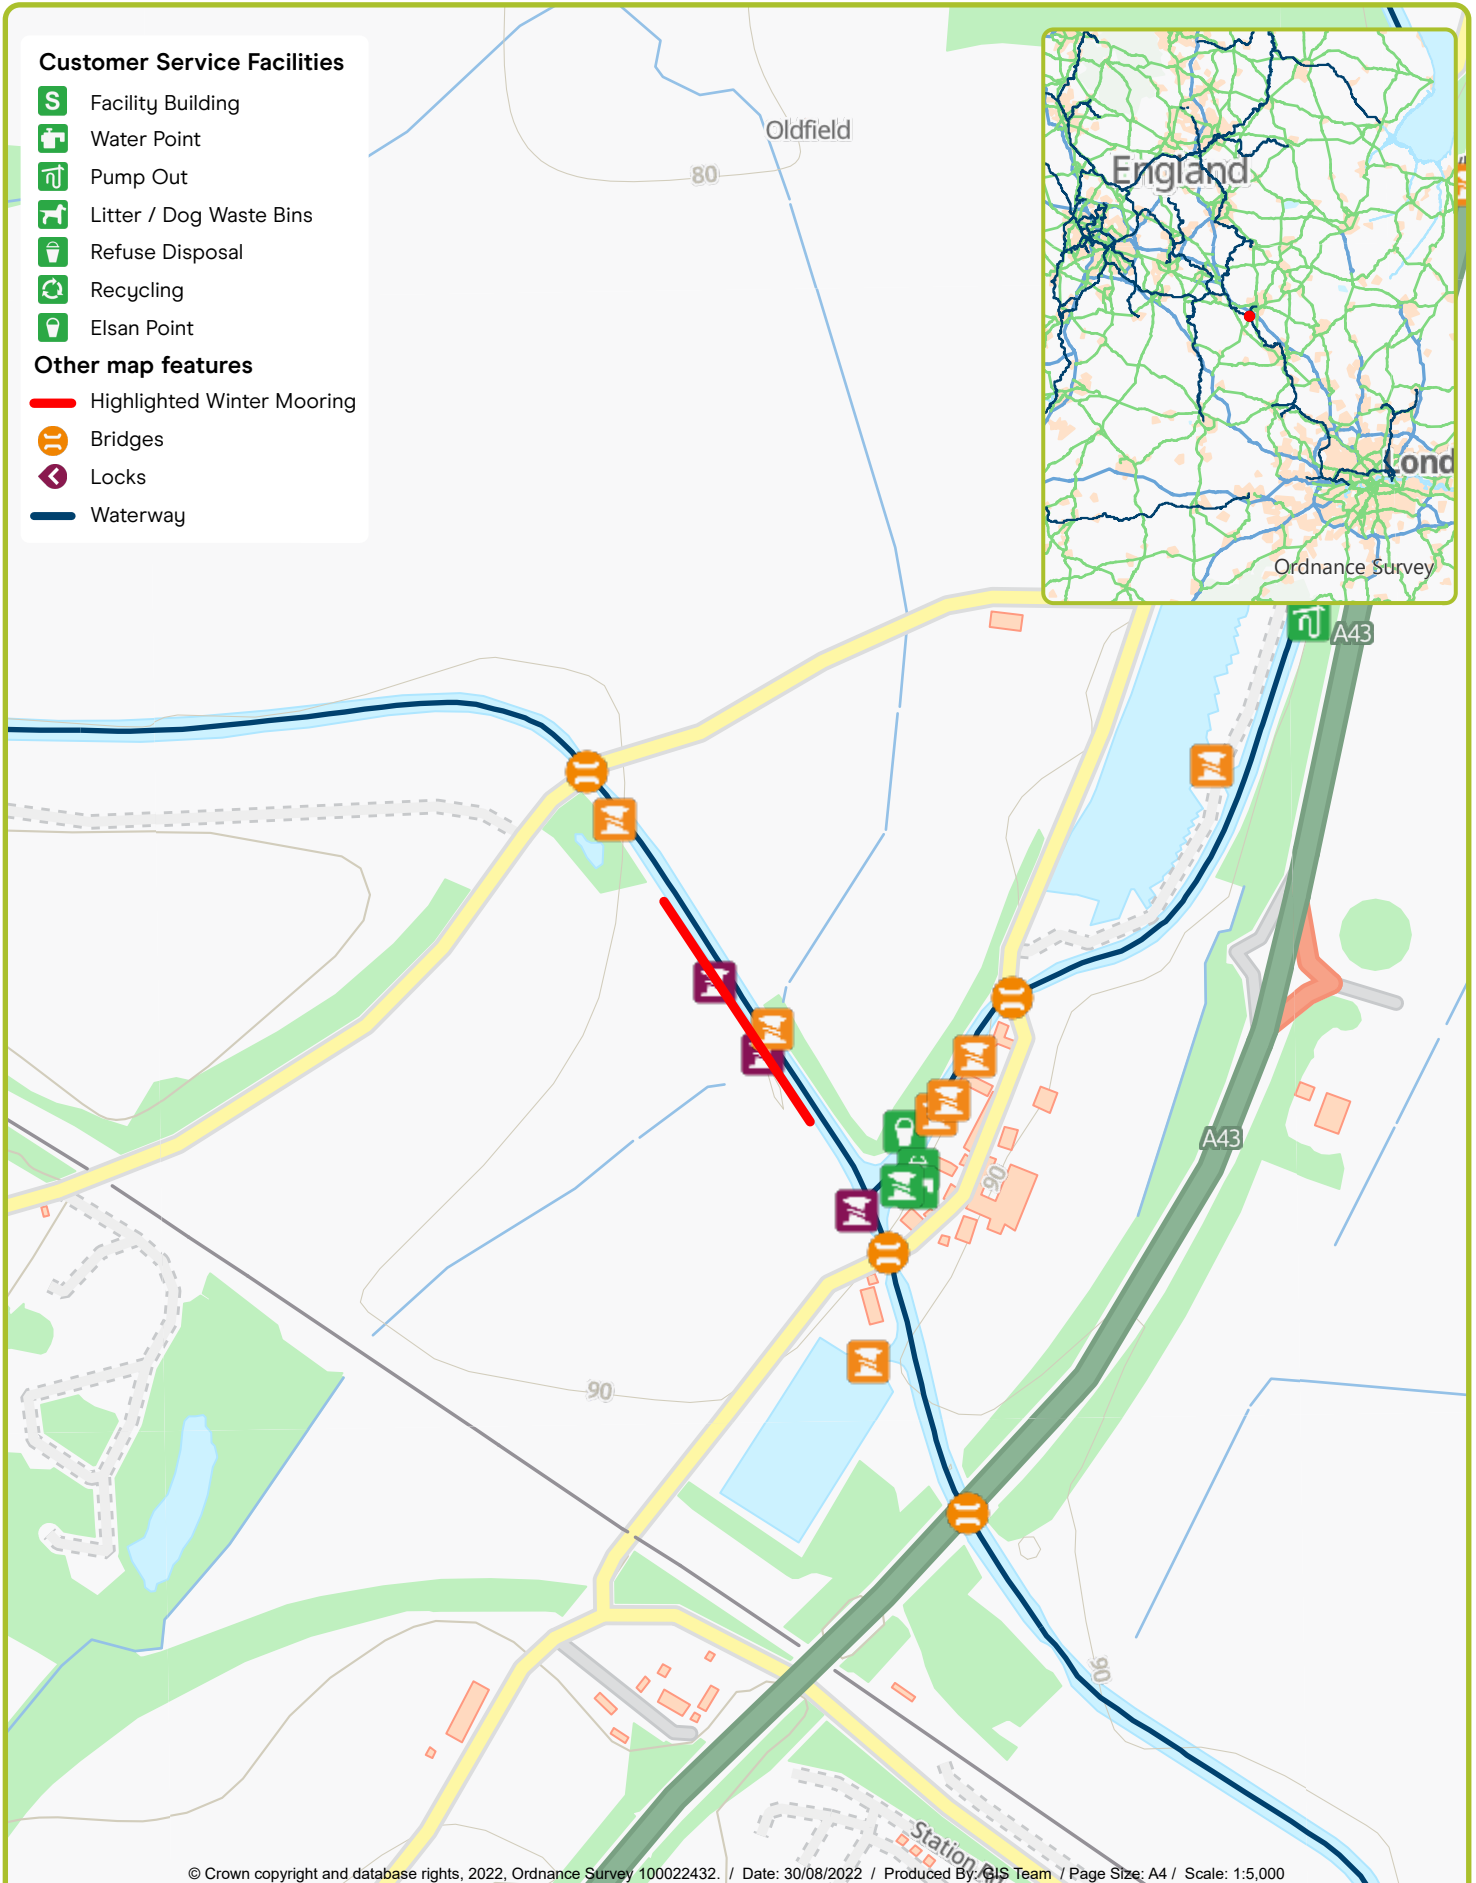 Customer Service Facilities
S
Facility Building
Water Point
Pump Out
Litter / Dog Waste Bins
Refuse Disposal
Recycling
Elsan Point
Other map features
Highlighted Winter Mooring
Bridges
Locks
Waterway
Oldfield
80
England
Lond
Ordnance Survey
A43
A43
90
90
90
Station
© Crown copyright and database rights, 2022, Ordnance Survey 100022432. / Date: 30/08/2022 / Produced By: GIS Team / Page Size: A4 / Scale: 1:5,000